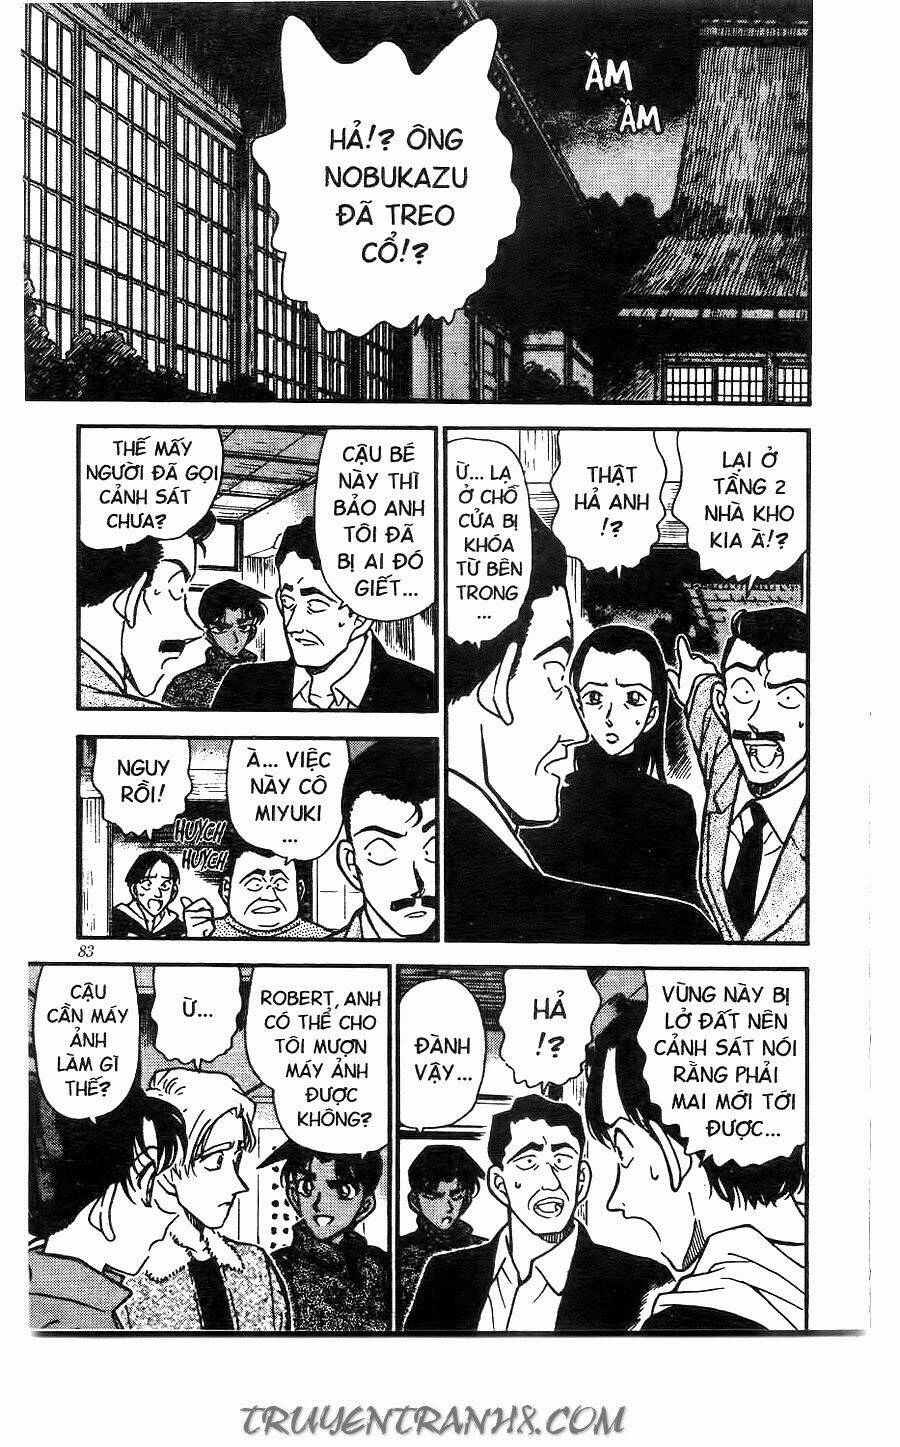 HẢ!? ÔNG
NOBUKAZU
ĐÃ TREO
CỔ!?
ẦM
ẦM
LẠI Ở
TẦNG 2
NHÀ KHO
KIA À!?
THẬT
HẢ ANH
!?
Ừ... LẠ
Ở CHỖ
CỬA BỊ
KHÓA
TỪ BÊN
TRONG
...
CẬU BÉ
NÀY THÌ
BẢO ANH
TÔI ĐÃ
BỊ AI ĐÓ
GIẾT...
THẾ MẤY
NGƯỜI ĐÃ GỌI
CẢNH SÁT
CHƯA?
À... VIỆC
NÀY CÔ
MIYUKI
...
NGUY
RỒI!
HUỴCH
HUỴCH
83
VÙNG NÀY BỊ
LỞ ĐẤT NÊN
CẢNH SÁT NÓI
RẰNG PHẢI
MAI MỚI TỚI
ĐƯỢC...
HẢ
!?
ĐÀNH
VẬY...
ROBERT, ANH
CÓ THỂ CHO
TÔI MƯỢN
MÁY ẢNH
ĐƯỢC
KHÔNG?
Ừ...
CẬU
CẦN MÁY
ẢNH
LÀM GÌ
THẾ?
TRUYENTRANH8.COM